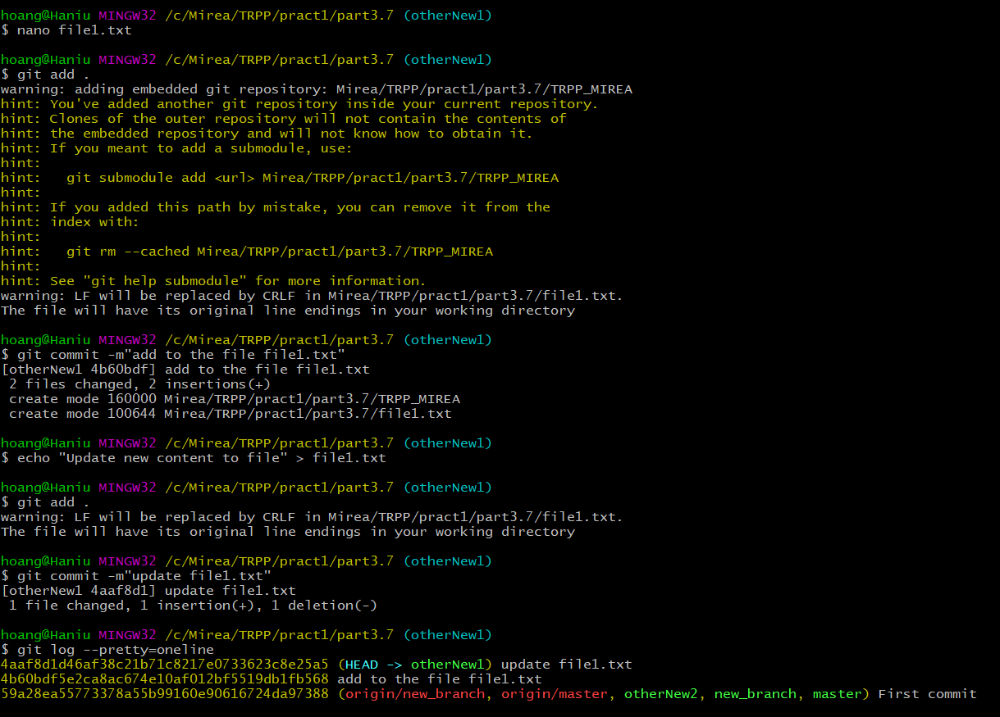 hoang@Haniu MINGW32 /c/Mirea/TRPP/pract1/part3.7 (otherNew1)
$ nano file1.txt
hoang@Haniu MINGW32 /c/Mirea/TRPP/pract1/part3.7 (otherNew1)
$ git add .
warning: adding embedded git repository: Mirea/TRPP/pract1/part3.7/TRPP_MIREA
hint: You've added another git repository inside your current repository.
hint: Clones of the outer repository will not contain the contents of
hint: the embedded repository and will not know how to obtain it.
hint: If you meant to add a submodule, use:
hint:
hint:   git submodule add <url> Mirea/TRPP/pract1/part3.7/TRPP_MIREA
hint:
hint: If you added this path by mistake, you can remove it from the
hint: index with:
hint:
hint:   git rm --cached Mirea/TRPP/pract1/part3.7/TRPP_MIREA
hint:
hint: See "git help submodule" for more information.
warning: LF will be replaced by CRLF in Mirea/TRPP/pract1/part3.7/file1.txt.
The file will have its original line endings in your working directory
hoang@Haniu MINGW32 /c/Mirea/TRPP/pract1/part3.7 (otherNew1)
$ git commit -m"add to the file file1.txt"
[otherNew1 4b60bdf] add to the file file1.txt
 2 files changed, 2 insertions(+)
 create mode 160000 Mirea/TRPP/pract1/part3.7/TRPP_MIREA
 create mode 100644 Mirea/TRPP/pract1/part3.7/file1.txt
hoang@Haniu MINGW32 /c/Mirea/TRPP/pract1/part3.7 (otherNew1)
$ echo "Update new content to file" > file1.txt
hoang@Haniu MINGW32 /c/Mirea/TRPP/pract1/part3.7 (otherNew1)
$ git add .
warning: LF will be replaced by CRLF in Mirea/TRPP/pract1/part3.7/file1.txt.
The file will have its original line endings in your working directory
hoang@Haniu MINGW32 /c/Mirea/TRPP/pract1/part3.7 (otherNew1)
$ git commit -m"update file1.txt"
[otherNew1 4aaf8d1] update file1.txt
 1 file changed, 1 insertion(+), 1 deletion(-)
hoang@Haniu MINGW32 /c/Mirea/TRPP/pract1/part3.7 (otherNew1)
$ git log --pretty=oneline
4aaf8d1d46af38c21b71c8217e0733623c8e25a5 (HEAD -> otherNew1) update file1.txt
4b60bdf5e2ca8ac674e10af012bf5519db1fb568 add to the file file1.txt
59a28ea55773378a55b99160e90616724da97388 (origin/new_branch, origin/master, otherNew2, new_branch, master) First commit